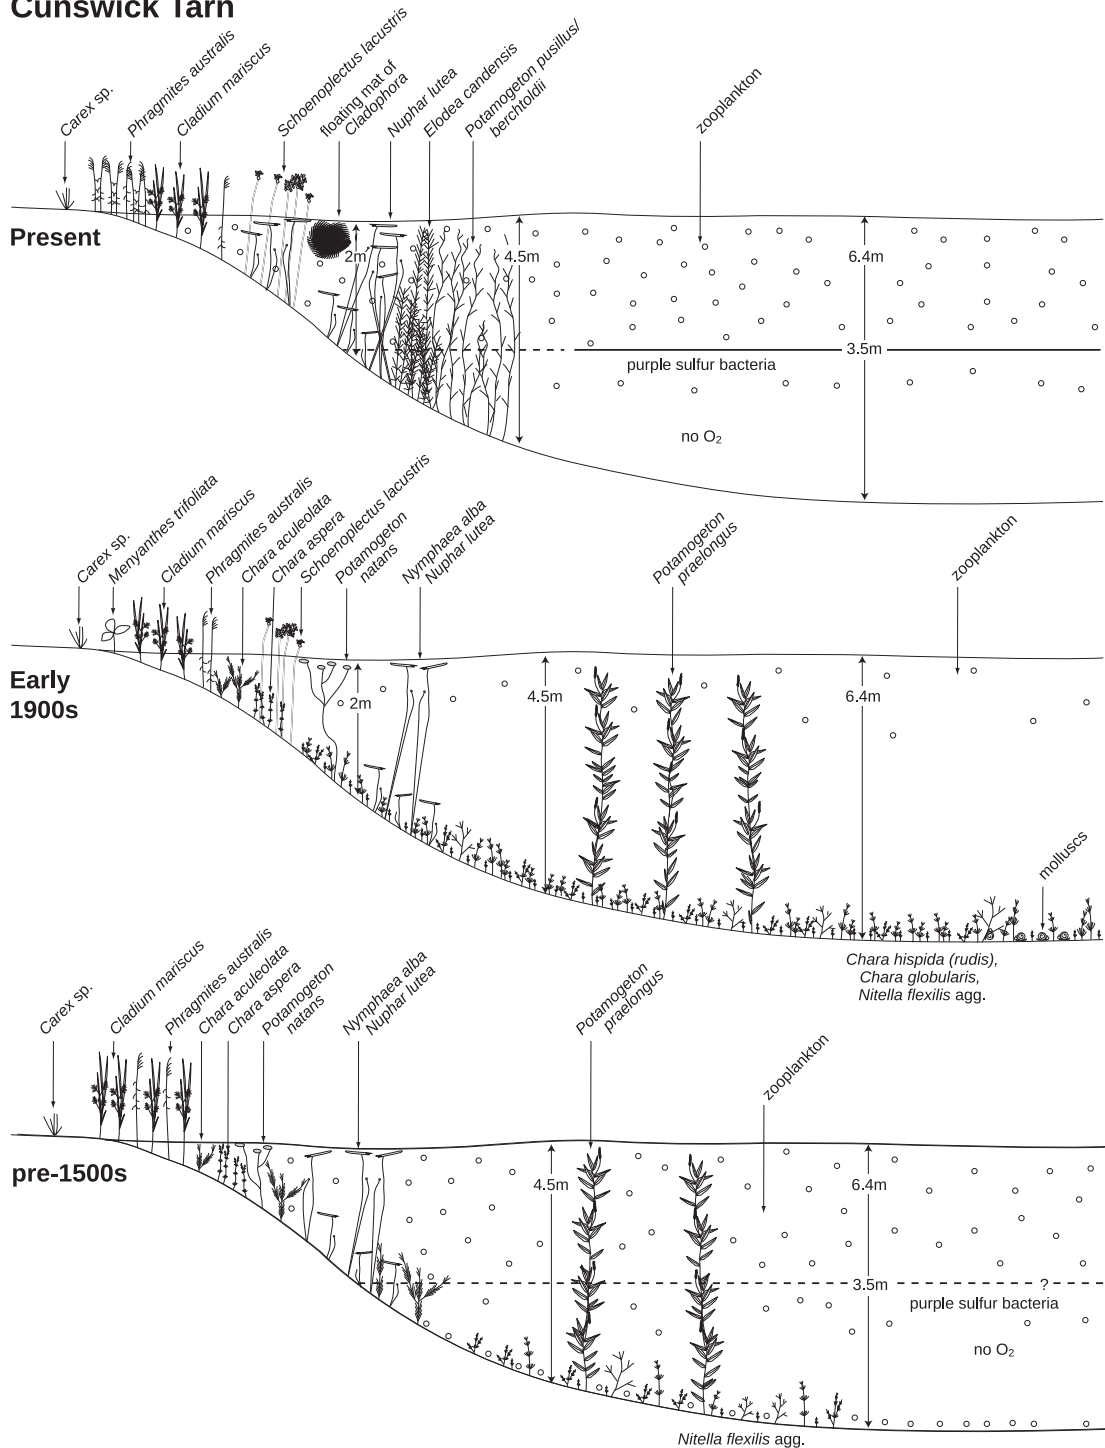 Cunswick Tarn
Carex sp.
Phragmites australis
Cladium mariscus
Schoenoplectus lacustris
floating mat of
Cladophora
Nuphar lutea
Elodea candensis
Potamogeton pusillus/
berchtoldii
zooplankton
Present
2m
4.5m
6.4m
3.5m
purple sulfur bacteria
no O₂
Carex sp.
Menyanthes trifoliata
Cladium mariscus
Phragmites australis
Chara aculeolata
Chara aspera
Schoenoplectus lacustris
Potamogeton
natans
Nymphaea alba
Nuphar lutea
Potamogeton
praelongus
zooplankton
Early
1900s
2m
4.5m
6.4m
molluscs
Chara hispida (rudis),
Chara globularis,
Nitella flexilis agg.
Carex sp.
Cladium mariscus
Phragmites australis
Chara aculeolata
Chara aspera
Potamogeton
natans
Nymphaea alba
Nuphar lutea
Potamogeton
praelongus
zooplankton
pre-1500s
4.5m
6.4m
3.5m
?
purple sulfur bacteria
no O₂
Nitella flexilis agg.